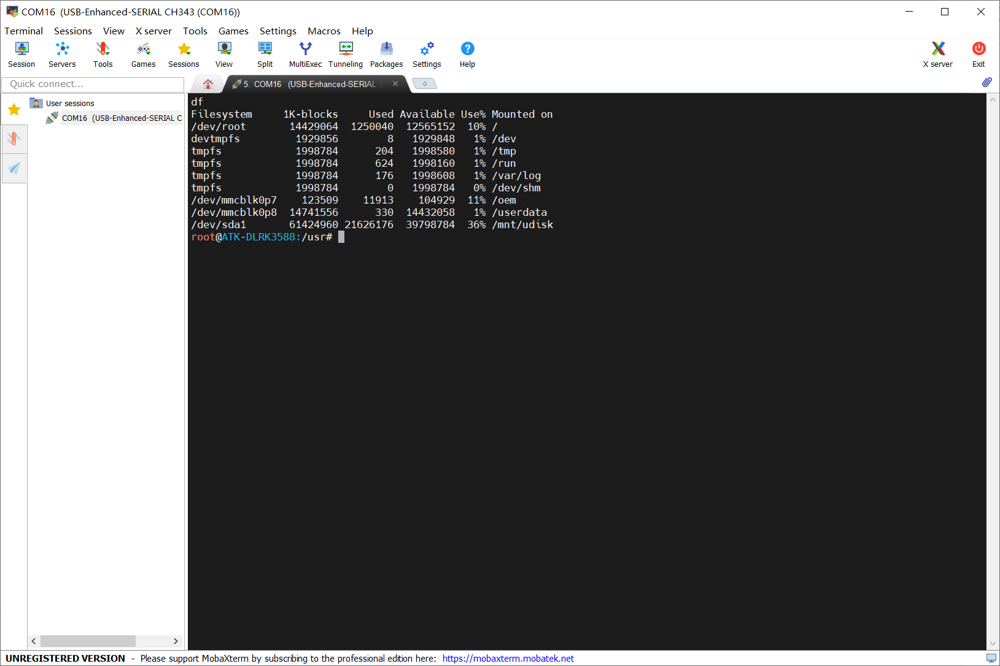 COM16  (USB-Enhanced-SERIAL CH343 (COM16))
Terminal Sessions View X server Tools Games Settings Macros Help
Session Servers Tools Games Sessions View Split MultiExec Tunneling Packages Settings Help X server Exit
Quick connect...
5. COM16  (USB-Enhanced-SERIAL
User sessions
COM16  (USB-Enhanced-SERIAL C
df
Filesystem     1K-blocks     Used Available Use% Mounted on
/dev/root       14429064  1250040  12565152  10% /
devtmpfs         1929856        8   1929848   1% /dev
tmpfs            1998784      204   1998580   1% /tmp
tmpfs            1998784      624   1998160   1% /run
tmpfs            1998784      176   1998608   1% /var/log
tmpfs            1998784        0   1998784   0% /dev/shm
/dev/mmcblk0p7    123509    11913    104929  11% /oem
/dev/mmcblk0p8  14741556      330  14432058   1% /userdata
/dev/sda1       61424960 21626176  39798784  36% /mnt/udisk
root@ATK-DLRK3588:/usr#
UNREGISTERED VERSION  -  Please support MobaXterm by subscribing to the professional edition here:  https://mobaxterm.mobatek.net